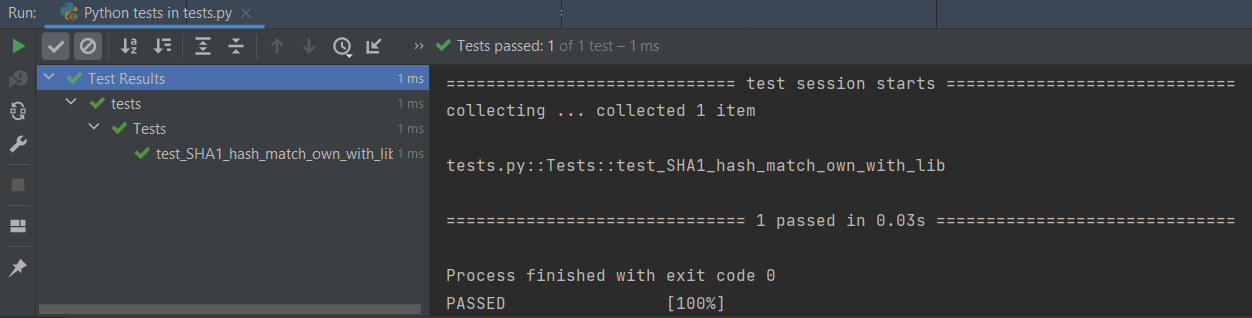 Run: Python tests in tests.py ×
» Tests passed: 1 of 1 test – 1 ms
Test Results 1 ms
tests 1 ms
Tests 1 ms
test_SHA1_hash_match_own_with_lib 1 ms
============================= test session starts =============================
collecting ... collected 1 item
tests.py::Tests::test_SHA1_hash_match_own_with_lib
============================== 1 passed in 0.03s ==============================
Process finished with exit code 0
PASSED [100%]